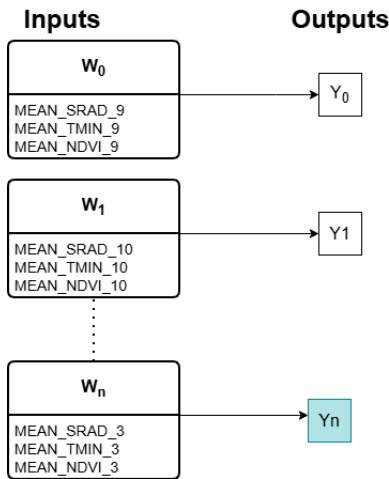 Inputs
Outputs
W0
MEAN_SRAD_9
MEAN_TMIN_9
MEAN_NDVI_9
Y0
W1
MEAN_SRAD_10
MEAN_TMIN_10
MEAN_NDVI_10
Y1
Wn
MEAN_SRAD_3
MEAN_TMIN_3
MEAN_NDVI_3
Yn